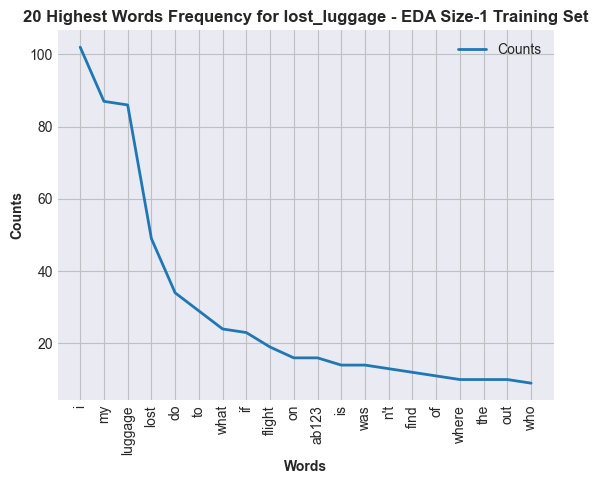 20 Highest Words Frequency for lost_luggage - EDA Size-1 Training Set
Counts
100
80
60
40
20
Counts
i
my
luggage
lost
do
to
what
if
flight
on
ab123
is
was
n't
find
of
where
the
out
who
Words